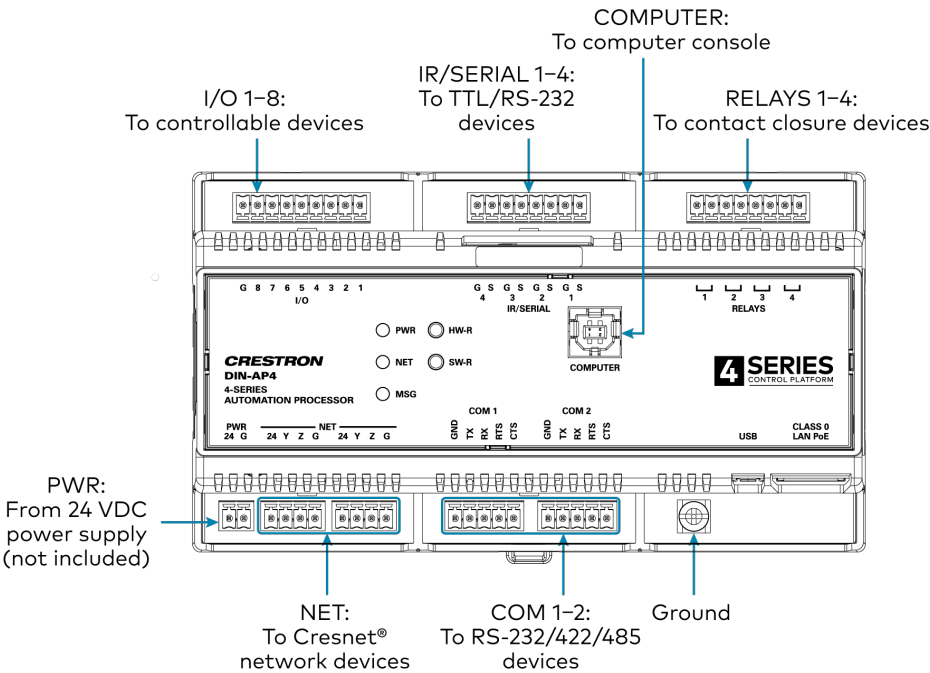 COMPUTER:
To computer console
IR/SERIAL 1–4:
To TTL/RS-232
devices
I/O 1–8:
To controllable devices
RELAYS 1–4:
To contact closure devices
G 8 7 6 5 4 3 2 1
I/O
G S G S G S G S
4 3 2 1
IR/SERIAL
1 2 3 4
RELAYS
PWR HW-R
NET SW-R
MSG
COMPUTER
CRESTRON
DIN-AP4
4-SERIES
AUTOMATION PROCESSOR
4 SERIES
CONTROL PLATFORM
PWR
24 G
NET
24 Y Z G 24 Y Z G
COM 1
GND TX RX RTS CTS
COM 2
GND TX RX RTS CTS
USB
CLASS 0
LAN PoE
PWR:
From 24 VDC
power supply
(not included)
NET:
To Cresnet®
network devices
COM 1–2:
To RS-232/422/485
devices
Ground